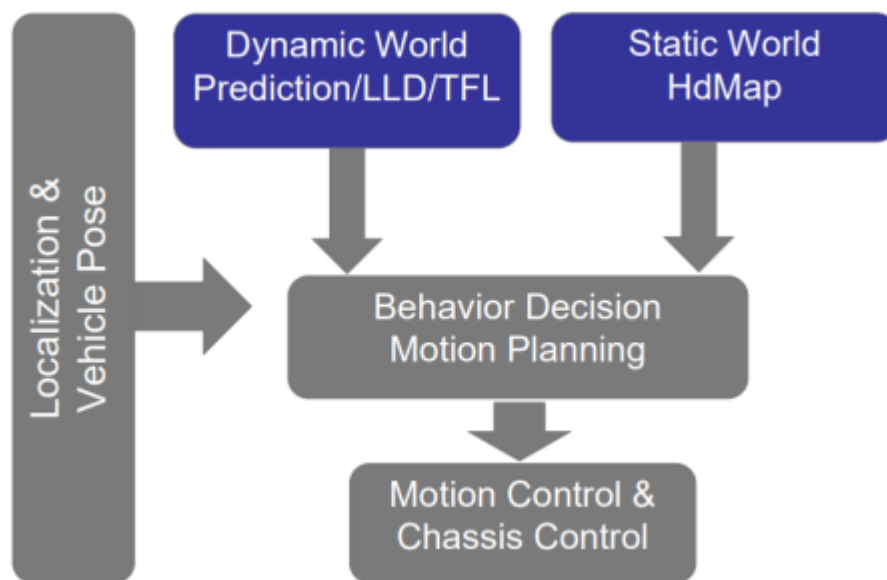 Dynamic World
Prediction/LLD/TFL
Static World
HdMap
Localization &
Vehicle Pose
Behavior Decision
Motion Planning
Motion Control &
Chassis Control